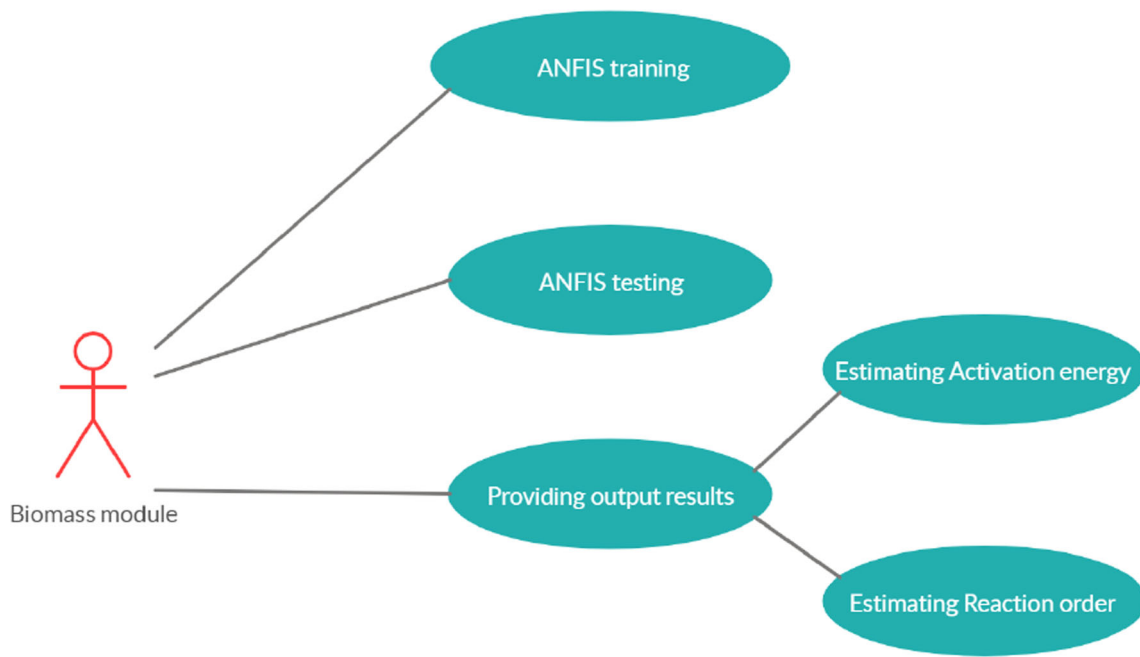 ANFIS training
ANFIS testing
Estimating Activation energy
Providing output results
Biomass module
Estimating Reaction order